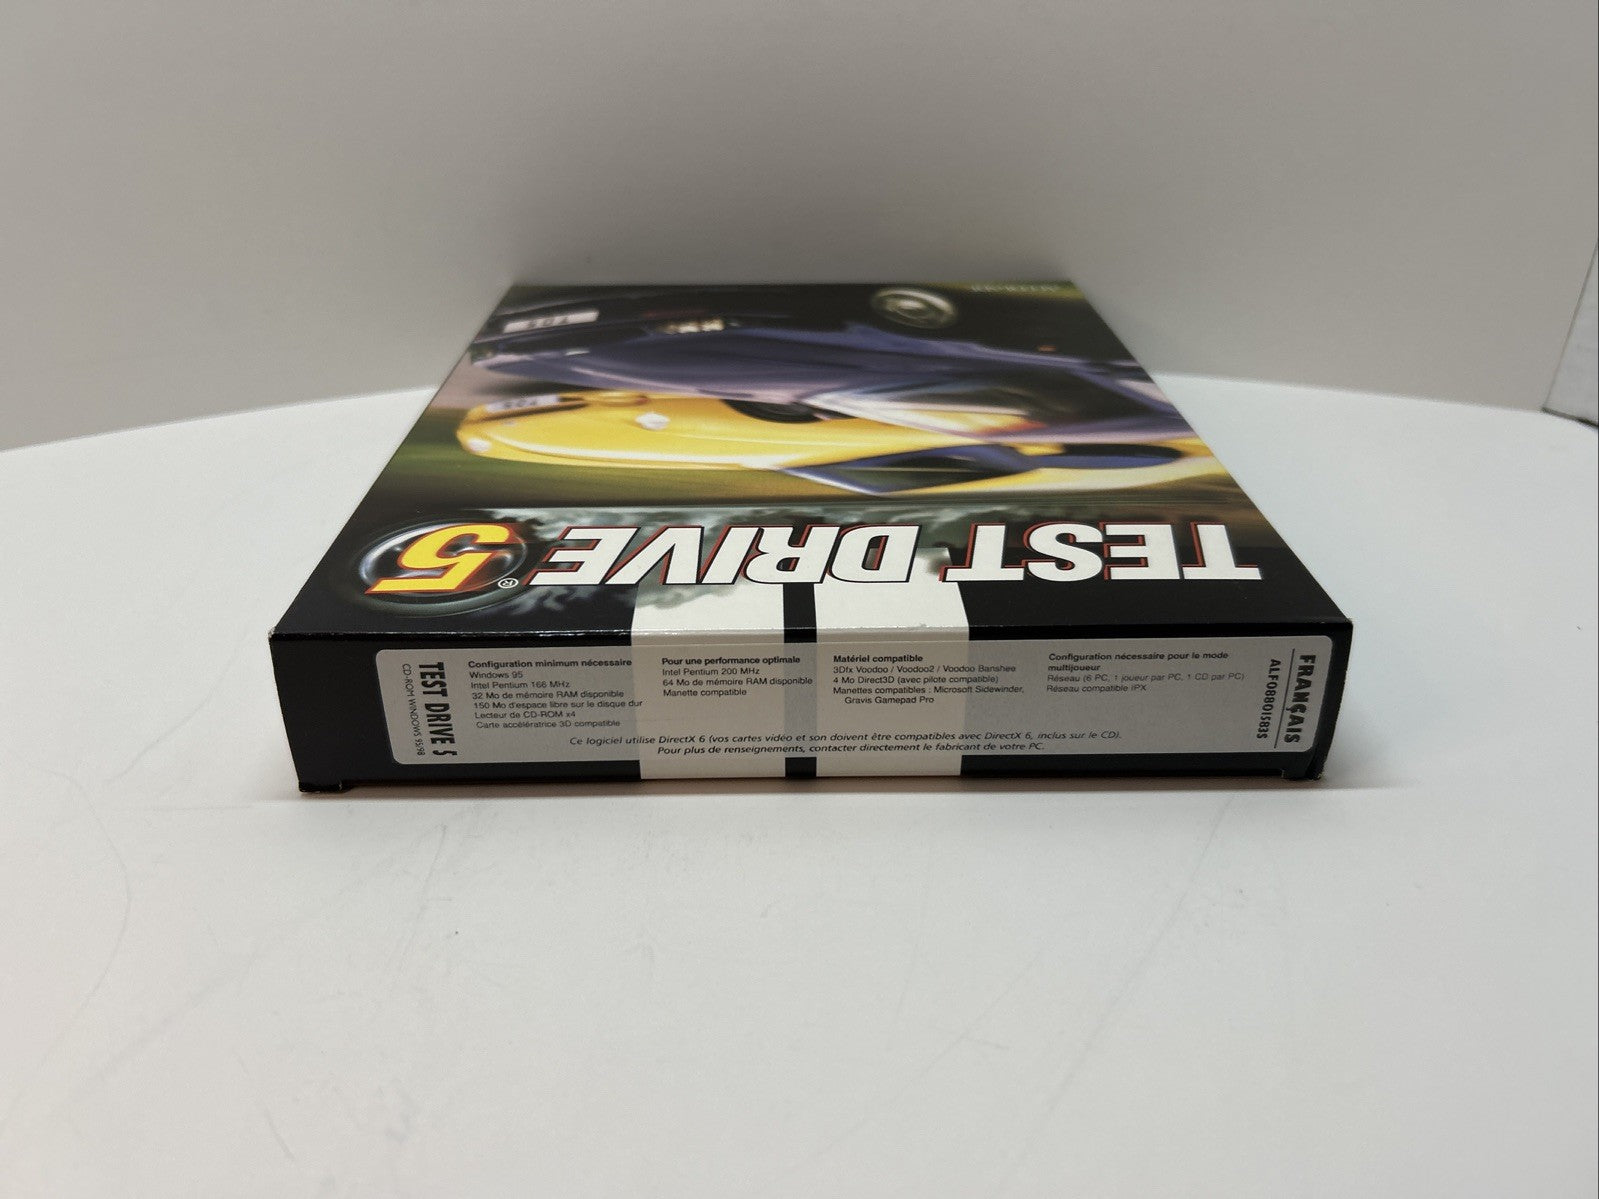 TEST DRIVE 5®
TEST DRIVE 5
CD-ROM WINDOWS 95/98
Configuration minimum nécessaire
Windows 95
Intel Pentium 166 MHz
32 Mo de mémoire RAM disponible
150 Mo d'espace libre sur le disque dur
Lecteur de CD-ROM x4
Carte accélératrice 3D compatible
Pour une performance optimale
Intel Pentium 200 MHz
64 Mo de mémoire RAM disponible
Manette compatible
Matériel compatible
3Dfx Voodoo / Voodoo2 / Voodoo Banshee
4 Mo Direct3D (avec pilote compatible)
Manettes compatibles : Microsoft Sidewinder,
Gravis Gamepad Pro
Configuration nécessaire pour le mode
multijoueur
Réseau (6 PC, 1 joueur par PC, 1 CD par PC)
Réseau compatible IPX
Ce logiciel utilise DirectX 6 (vos cartes vidéo et son doivent être compatibles avec DirectX 6, inclus sur le CD).
Pour plus de renseignements, contacter directement le fabricant de votre PC.
FRANÇAIS
ALF08801SB3S